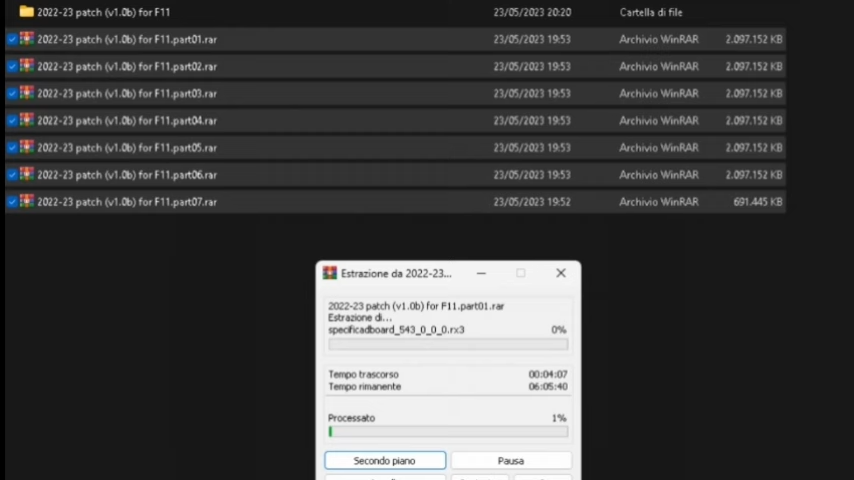 2022-23 patch (v1.0b) for F11 23/05/2023 20:20 Cartella di file
2022-23 patch (v1.0b) for F11.part01.rar 23/05/2023 19:53 Archivio WinRAR 2.097.152 KB
2022-23 patch (v1.0b) for F11.part02.rar 23/05/2023 19:53 Archivio WinRAR 2.097.152 KB
2022-23 patch (v1.0b) for F11.part03.rar 23/05/2023 19:53 Archivio WinRAR 2.097.152 KB
2022-23 patch (v1.0b) for F11.part04.rar 23/05/2023 19:53 Archivio WinRAR 2.097.152 KB
2022-23 patch (v1.0b) for F11.part05.rar 23/05/2023 19:53 Archivio WinRAR 2.097.152 KB
2022-23 patch (v1.0b) for F11.part06.rar 23/05/2023 19:53 Archivio WinRAR 2.097.152 KB
2022-23 patch (v1.0b) for F11.part07.rar 23/05/2023 19:52 Archivio WinRAR 691.445 KB
Estrazione da 2022-23...
2022-23 patch (v1.0b) for F11.part01.rar
Estrazione di...
specificadboard_543_0_0_0.rx3 0%
Tempo trascorso 00:04:07
Tempo rimanente 06:05:40
Processato 1%
Secondo piano Pausa